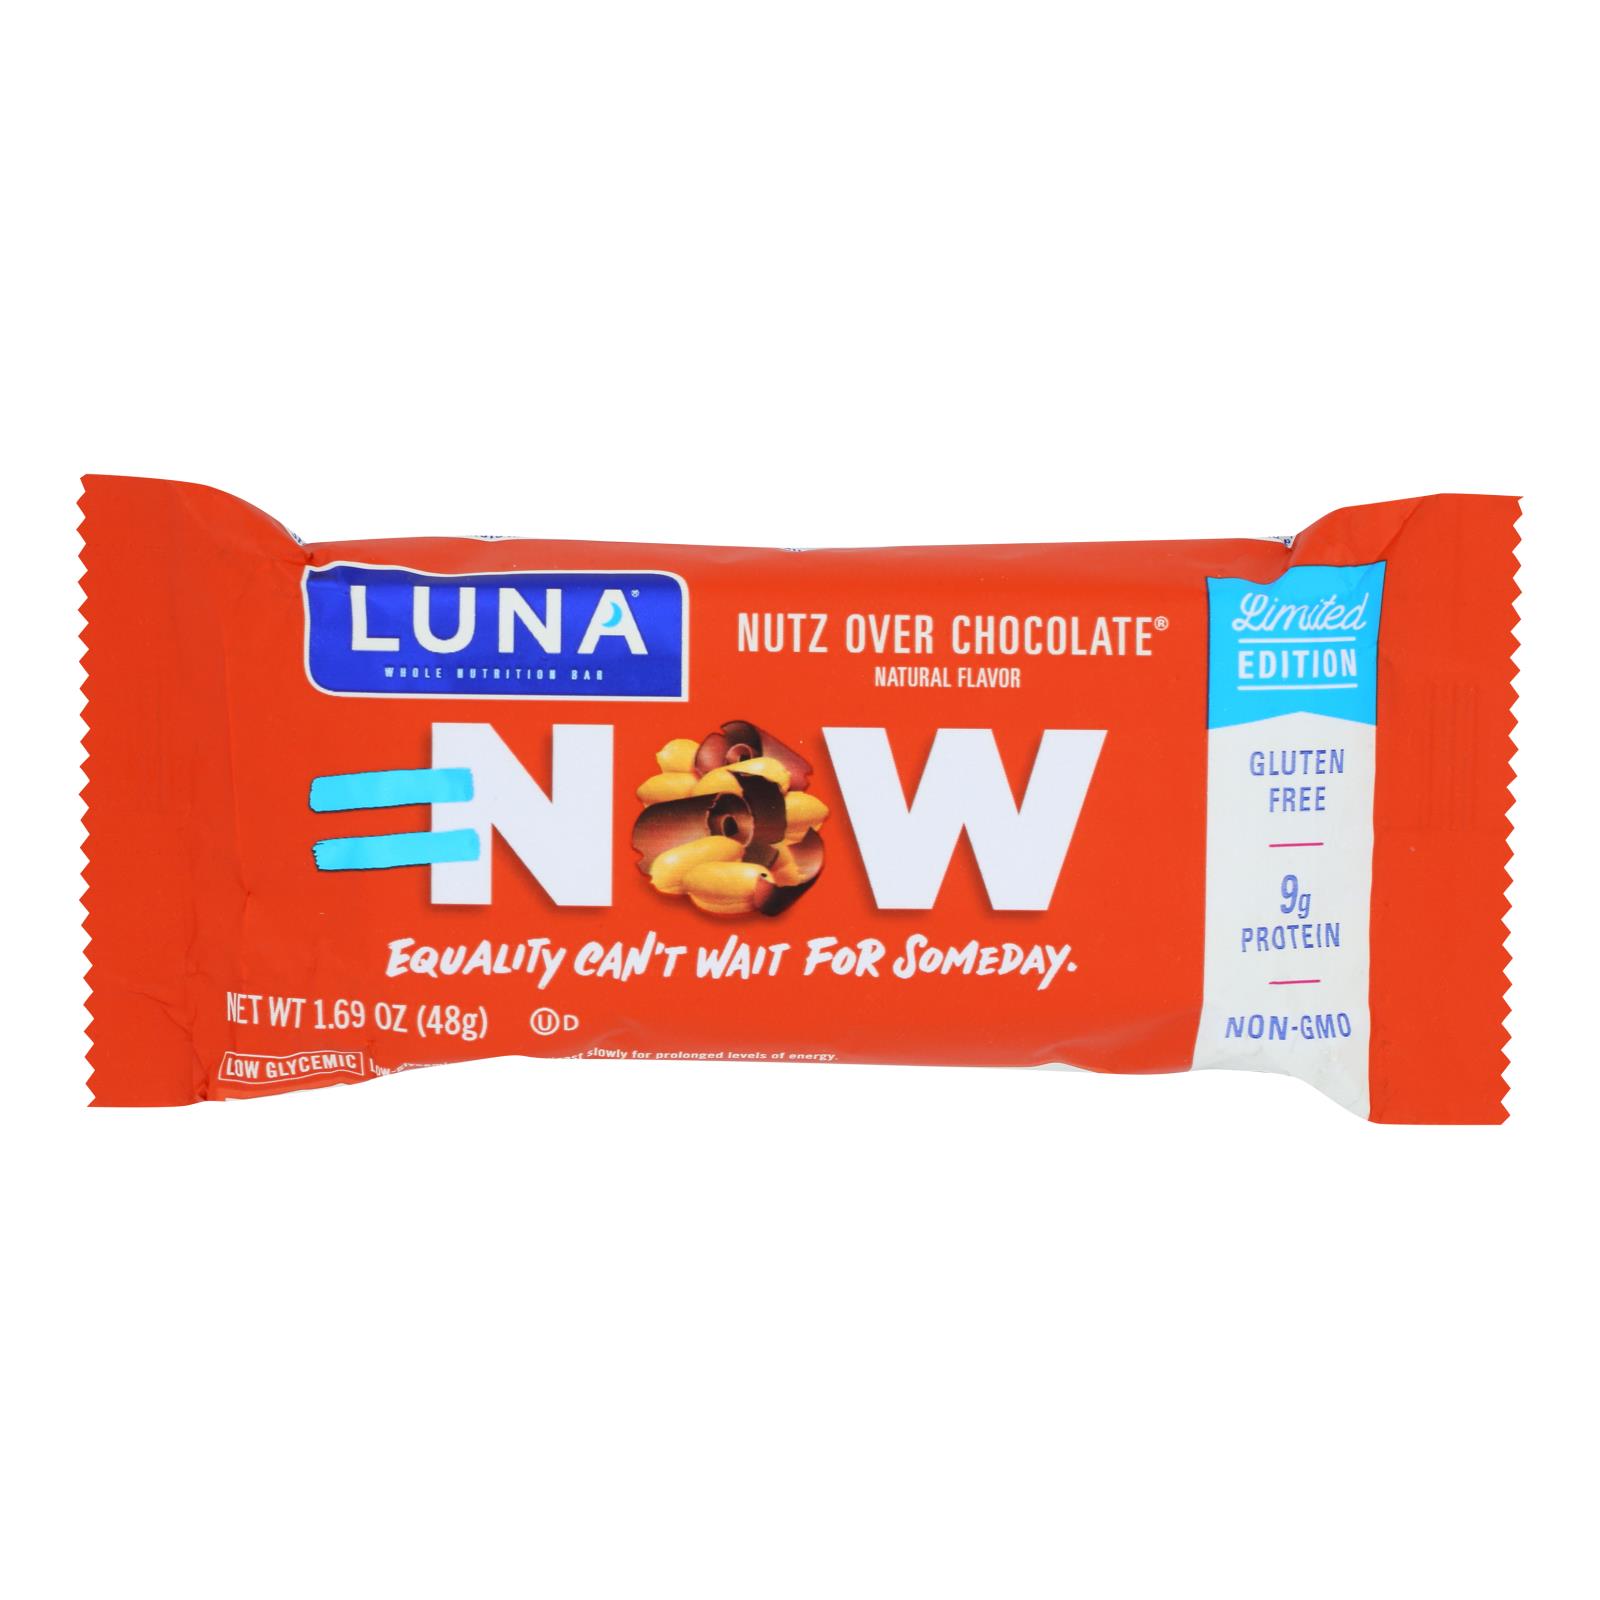 LUNA®
WHOLE NUTRITION BAR
NUTZ OVER CHOCOLATE®
NATURAL FLAVOR
=NOW
EQUALITY CAN'T WAIT FOR SOMEDAY.
NET WT 1.69 OZ (48g) Ⓤ D
LOW GLYCEMIC slowly for prolonged levels of energy.
Limited
EDITION
GLUTEN
FREE
9g
PROTEIN
NON-GMO